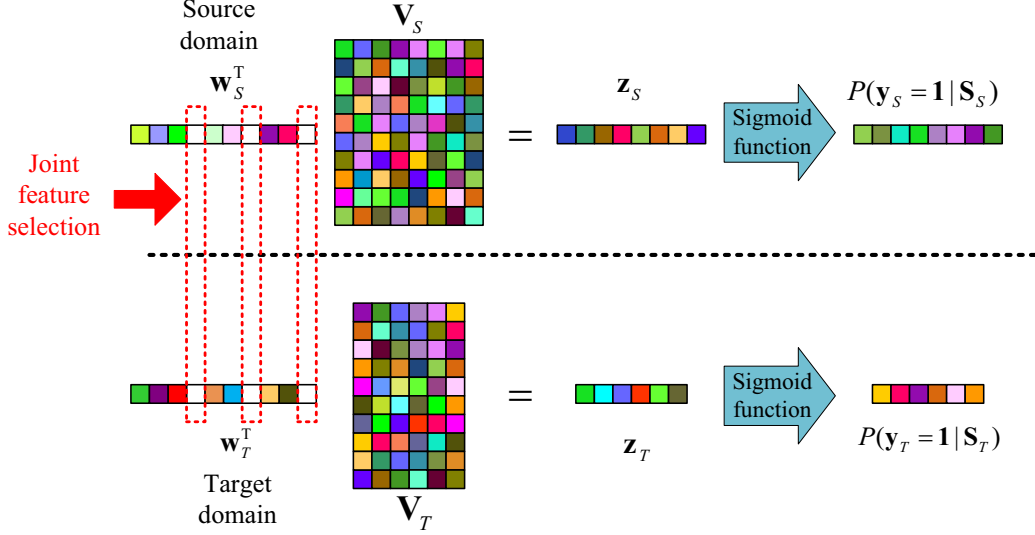 Source
domain
w_S^T
V_S
=
z_S
Sigmoid
function
P(y_S = 1 | S_S)
Joint
feature
selection
w_T^T
Target
domain
V_T
=
z_T
Sigmoid
function
P(y_T = 1 | S_T)